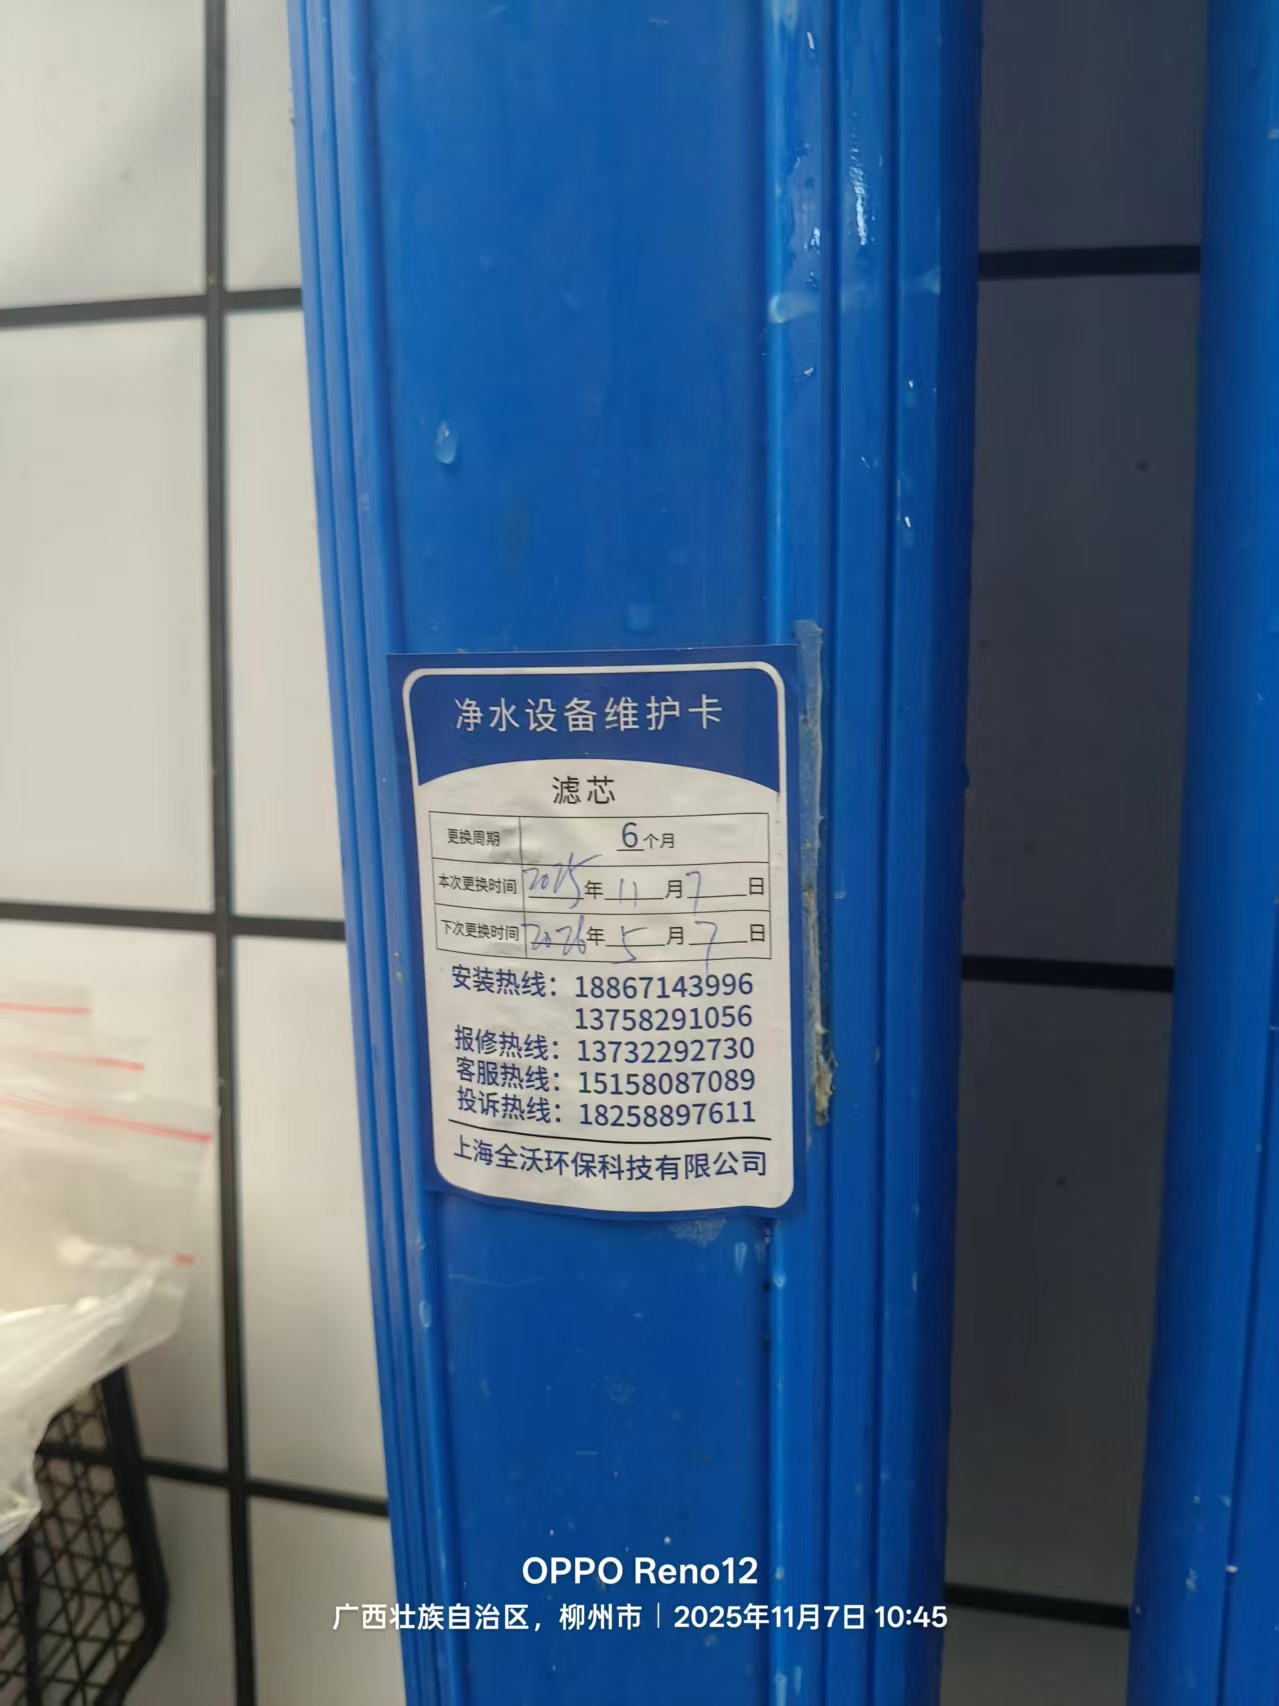 净水设备维护卡
滤芯
更换周期 6个月
本次更换时间 2025年11月7日
下次更换时间 2026年5月7日
安装热线：18867143996
13758291056
报修热线：13732292730
客服热线：15158087089
投诉热线：18258897611
上海全沃环保科技有限公司
OPPO Reno12
广西壮族自治区，柳州市｜2025年11月7日 10:45